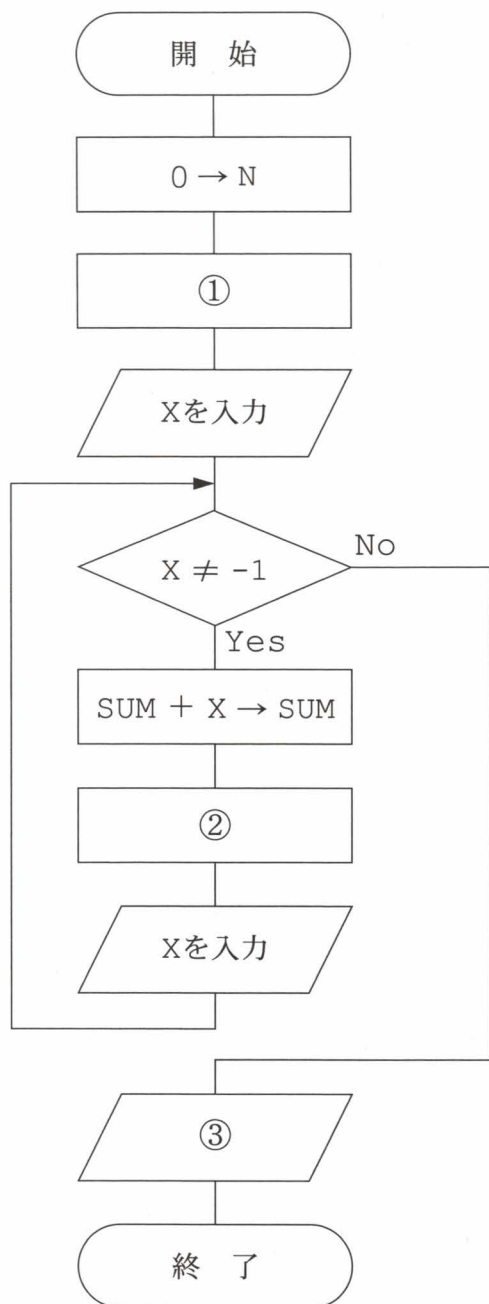 開 始
0 → N
①
Xを入力
X ≠ -1
No
Yes
SUM + X → SUM
②
Xを入力
③
終 了